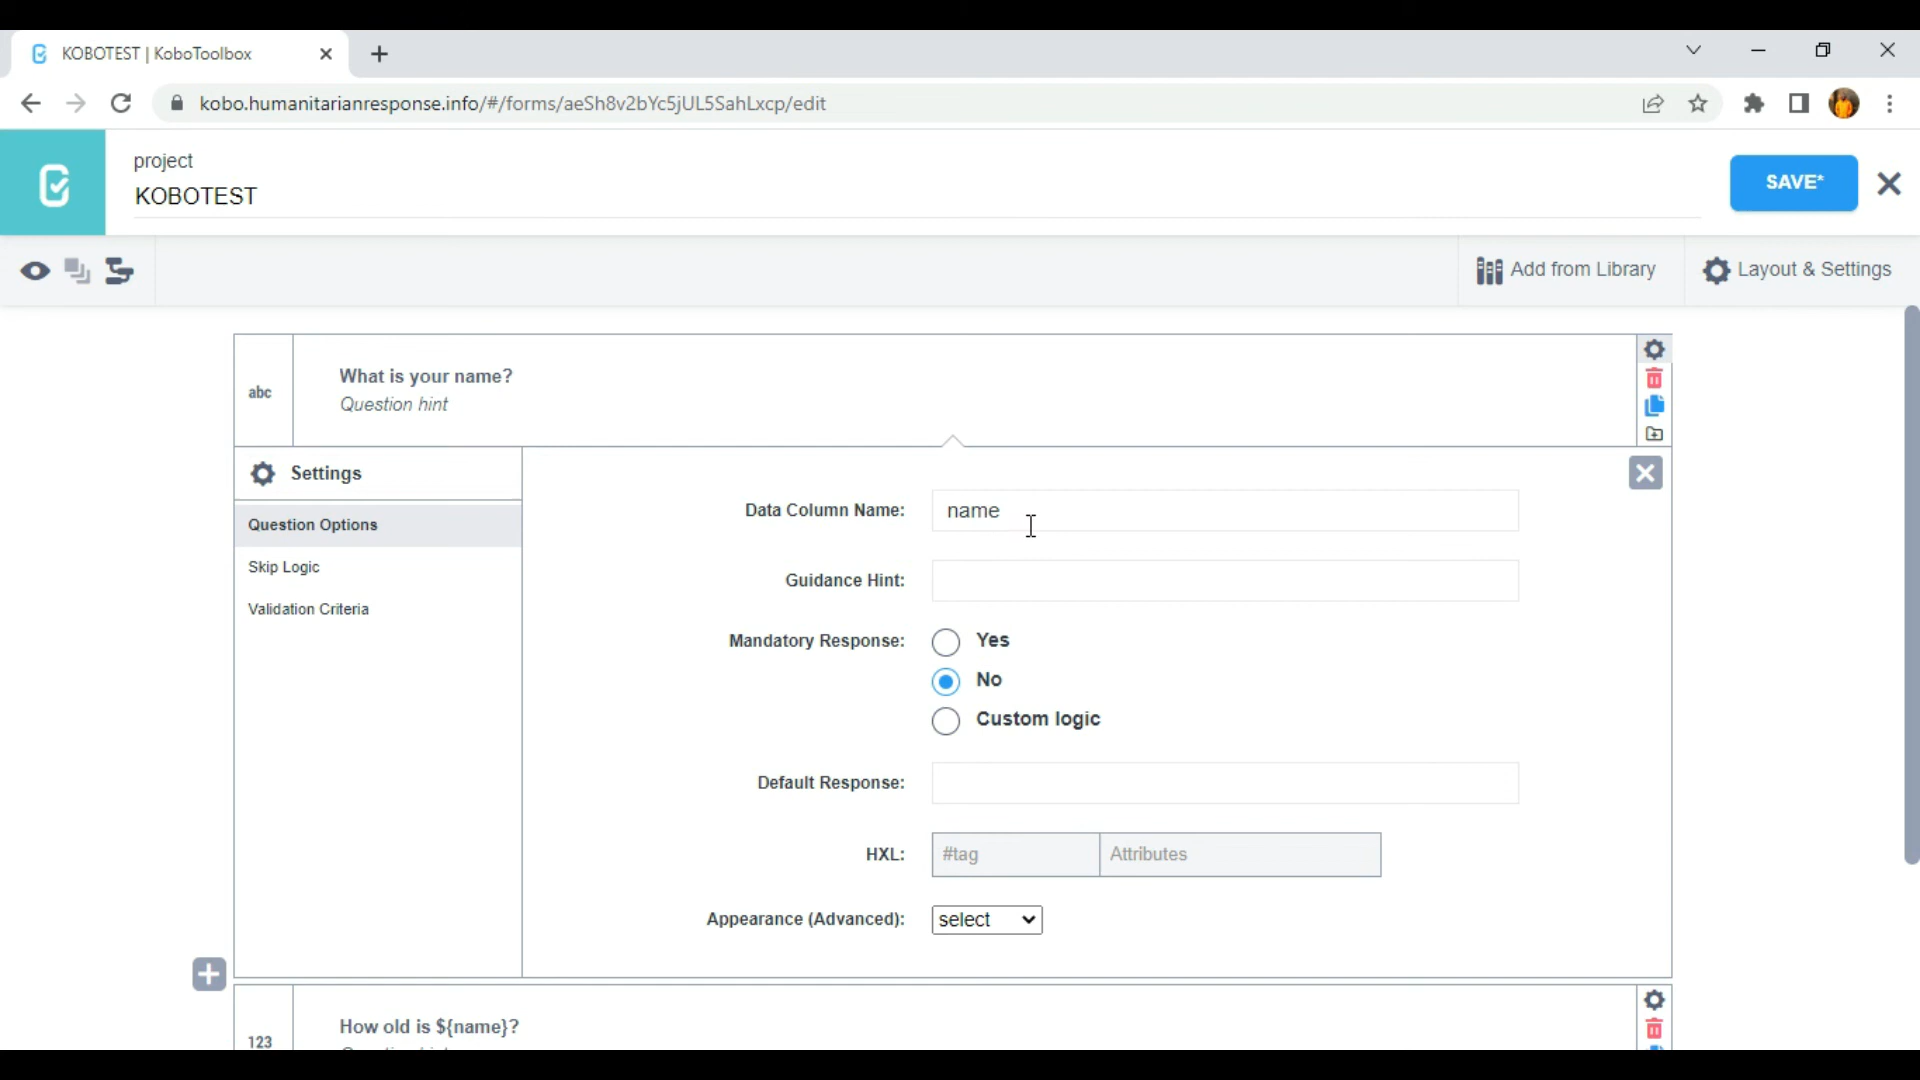 KOBOTEST | KoboToolbox
kobo.humanitarianresponse.info/#/forms/aeSh8v2bYc5jUL5SahLxcp/edit
project
KOBOTEST
SAVE*
Add from Library
Layout & Settings
abc
What is your name?
Question hint
Settings
Question Options
Skip Logic
Validation Criteria
Data Column Name: name
Guidance Hint:
Mandatory Response: Yes
No
Custom logic
Default Response:
HXL: #tag Attributes
Appearance (Advanced): select
123
How old is ${name}?